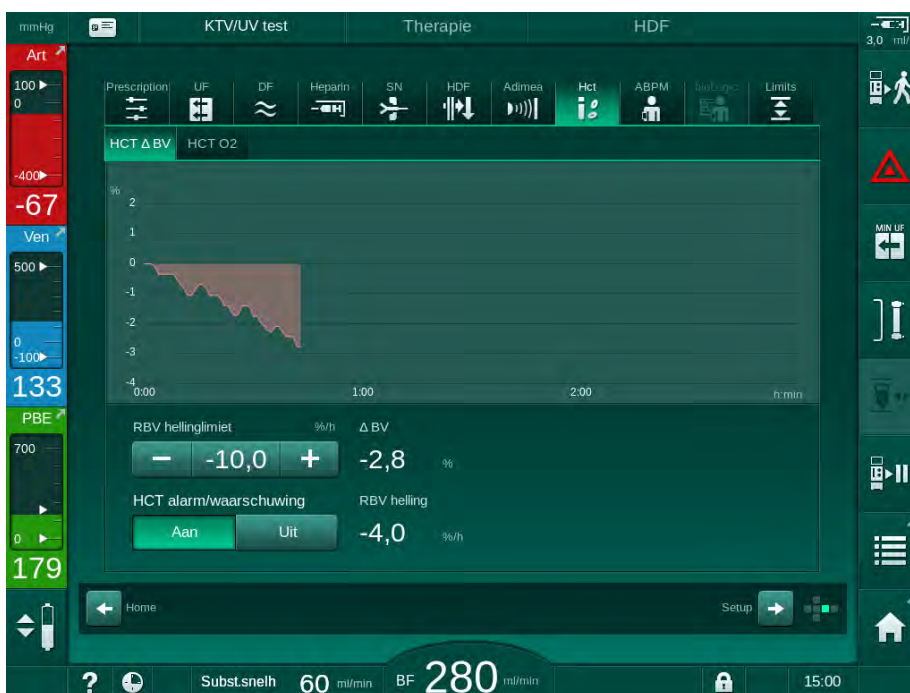 mmHg KTV/UV test Therapie HDF
3,0 ml/
Art
100
0
-400
-67
Ven
500
0
-100
133
PBE
700
0
179
Prescription UF DF Heparin SN HDF Adimea Hct ABPM bioLogic Limits
HCT Δ BV HCT O2
%
2
1
0
-1
-2
-3
-4
0:00 1:00 2:00 h:min
RBV hellinglimiet %/h Δ BV
− -10,0 + -2,8 %
HCT alarm/waarschuwing RBV helling
Aan Uit -4,0 %/h
Home Setup
MIN UF
? Subst.snelh 60 ml/min BF 280 ml/min 15:00